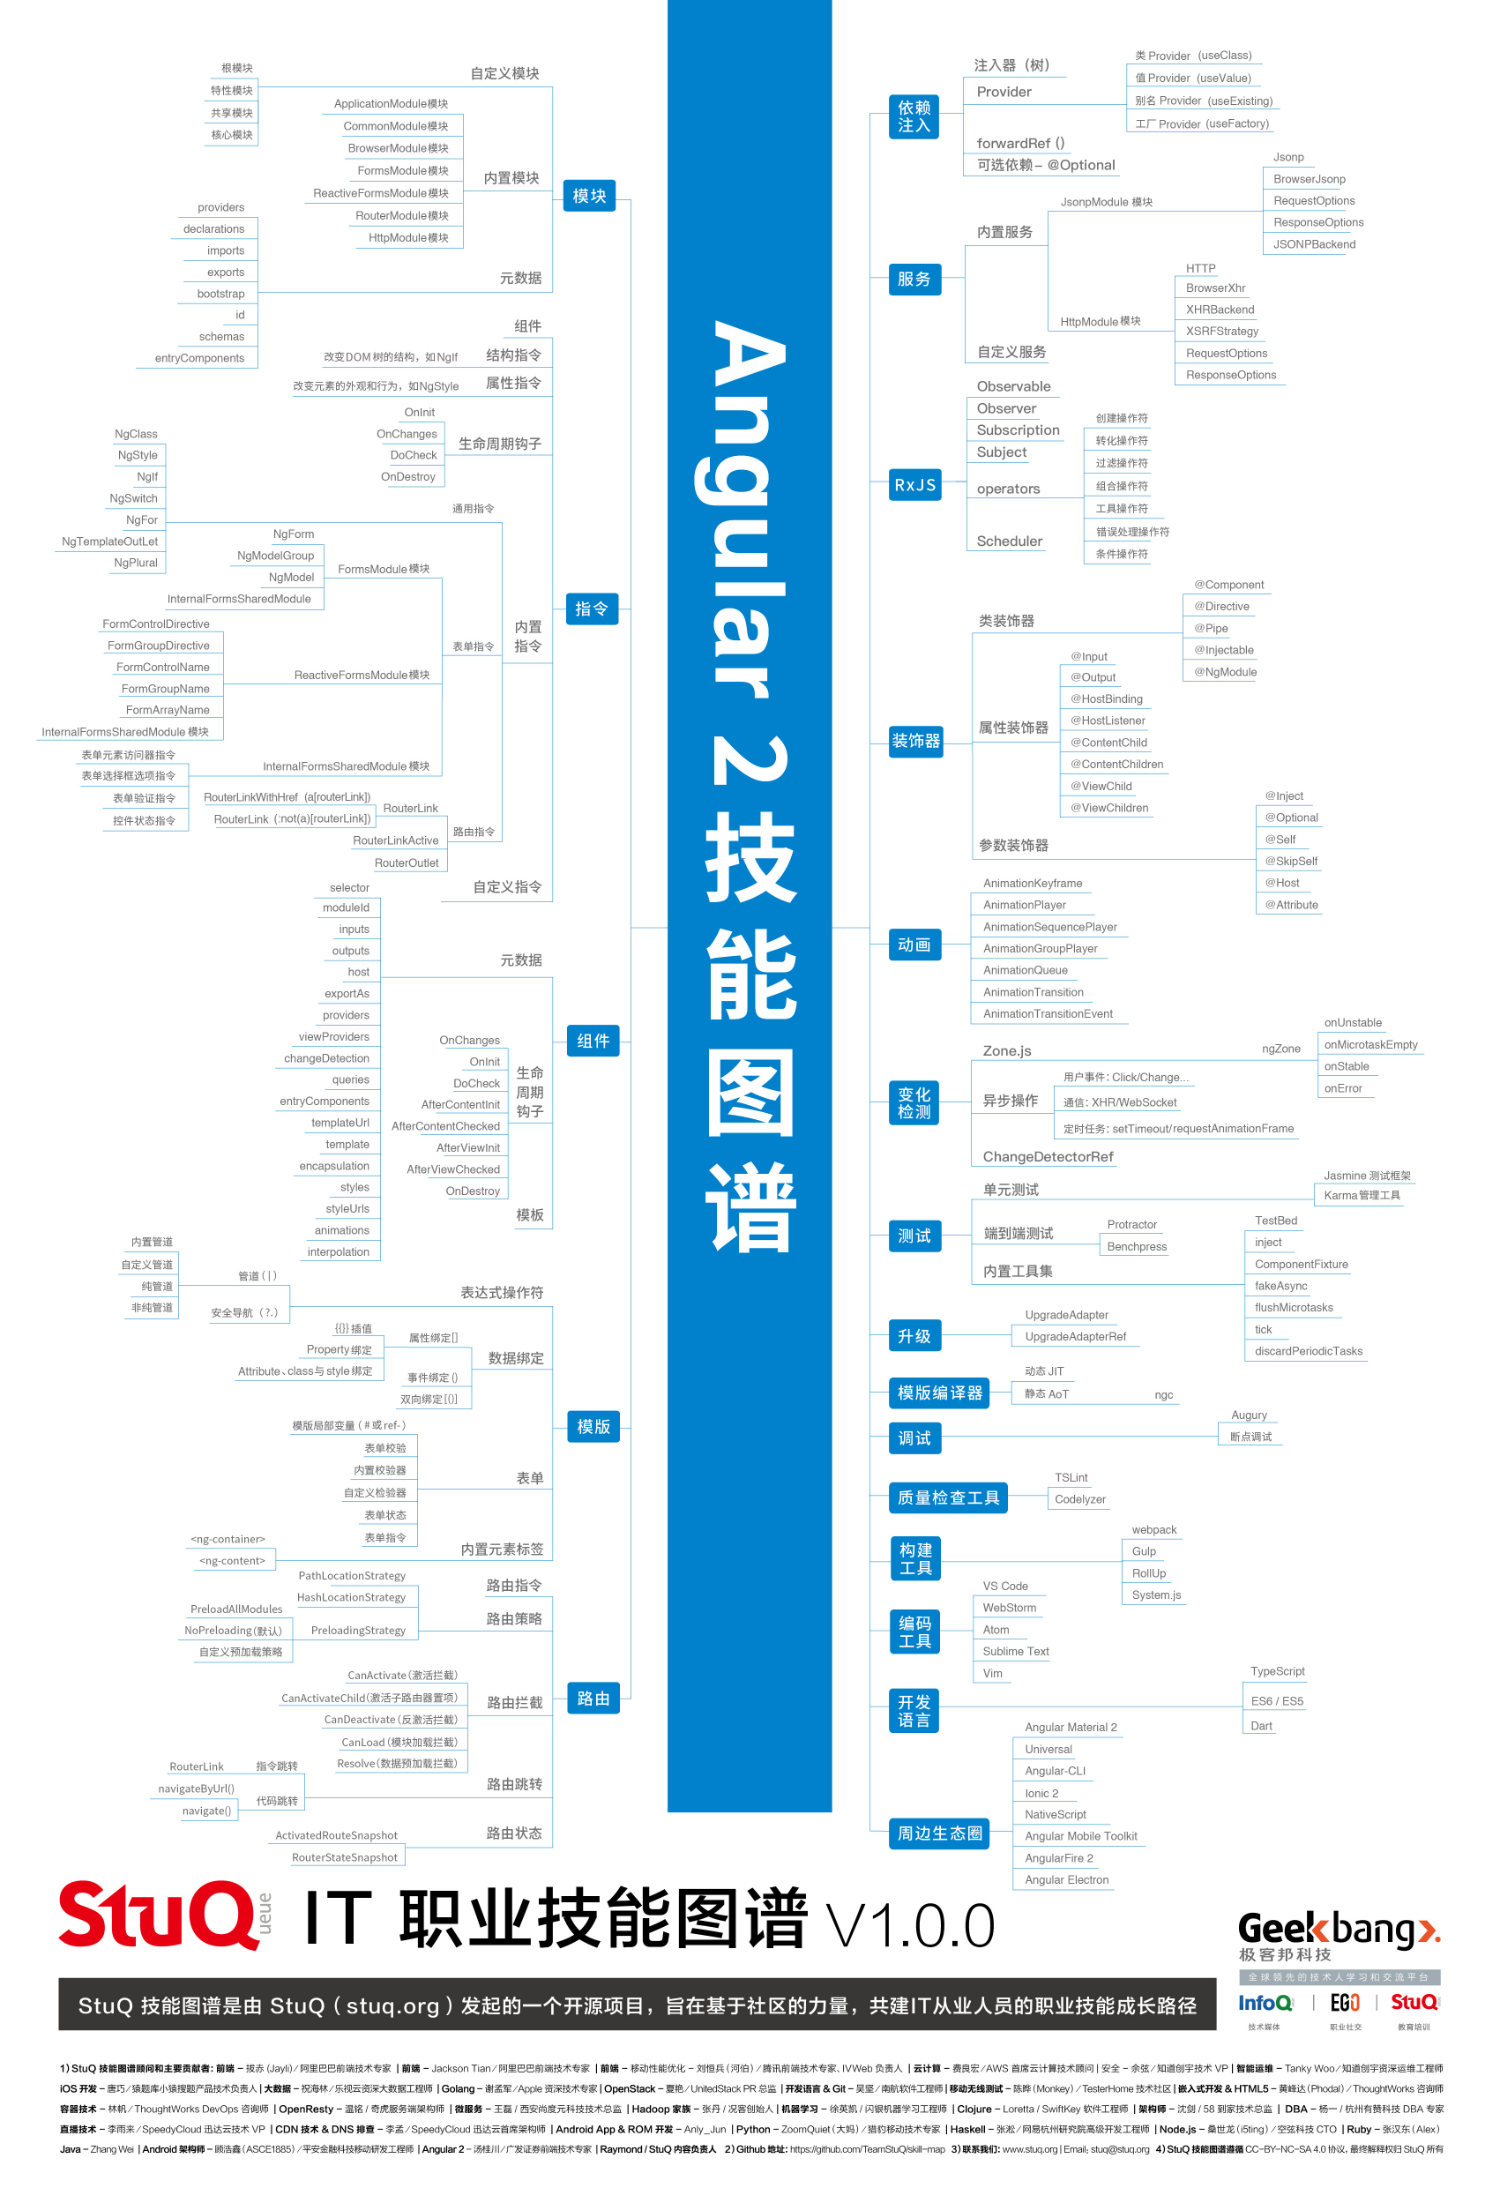 Angular 2技能图谱
模块
自定义模块
根模块
特性模块
共享模块
核心模块
内置模块
ApplicationModule模块
CommonModule模块
BrowserModule模块
FormsModule模块
ReactiveFormsModule模块
RouterModule模块
HttpModule模块
元数据
providers
declarations
imports
exports
bootstrap
id
schemas
entryComponents
指令
组件
结构指令
改变DOM树的结构，如NgIf
属性指令
改变元素的外观和行为，如NgStyle
生命周期钩子
OnInit
OnChanges
DoCheck
OnDestroy
内置
指令
通用指令
NgClass
NgStyle
NgIf
NgSwitch
NgFor
NgTemplateOutLet
NgPlural
表单指令
FormsModule模块
NgForm
NgModelGroup
NgModel
InternalFormsSharedModule
ReactiveFormsModule模块
FormControlDirective
FormGroupDirective
FormControlName
FormGroupName
FormArrayName
InternalFormsSharedModule 模块
InternalFormsSharedModule模块
表单元素访问器指令
表单选择框选项指令
表单验证指令
控件状态指令
路由指令
RouterLink
RouterLinkWithHref (a[routerLink])
RouterLink (:not(a)[routerLink])
RouterLinkActive
RouterOutlet
自定义指令
组件
元数据
selector
moduleId
inputs
outputs
host
exportAs
providers
viewProviders
changeDetection
queries
entryComponents
templateUrl
template
encapsulation
styles
styleUrls
animations
interpolation
生命
周期
钩子
OnChanges
OnInit
DoCheck
AfterContentInit
AfterContentChecked
AfterViewInit
AfterViewChecked
OnDestroy
模板
模版
表达式操作符
管道(|)
内置管道
自定义管道
纯管道
非纯管道
安全导航（?.）
数据绑定
属性绑定[]
{{}}插值
Property绑定
Attribute、class与style绑定
事件绑定()
双向绑定[()]
表单
模版局部变量(#或ref-)
表单校验
内置校验器
自定义检验器
表单状态
表单指令
内置元素标签
<ng-container>
<ng-content>
路由
路由指令
路由策略
PathLocationStrategy
HashLocationStrategy
PreloadingStrategy
PreloadAllModules
NoPreloading(默认)
自定义预加载策略
路由拦截
CanActivate(激活拦截)
CanActivateChild(激活子路由器置项)
CanDeactivate(反激活拦截)
CanLoad(模块加载拦截)
Resolve(数据预加载拦截)
路由跳转
指令跳转
RouterLink
代码跳转
navigateByUrl()
navigate()
路由状态
ActivatedRouteSnapshot
RouterStateSnapshot
依赖
注入
注入器（树）
Provider
类 Provider (useClass)
值 Provider (useValue)
别名 Provider (useExisting)
工厂 Provider (useFactory)
forwardRef ()
可选依赖– @Optional
服务
内置服务
JsonpModule 模块
Jsonp
BrowserJsonp
RequestOptions
ResponseOptions
JSONPBackend
HttpModule 模块
HTTP
BrowserXhr
XHRBackend
XSRFStrategy
RequestOptions
ResponseOptions
自定义服务
RxJS
Observable
Observer
Subscription
Subject
operators
创建操作符
转化操作符
过滤操作符
组合操作符
工具操作符
错误处理操作符
条件操作符
Scheduler
装饰器
类装饰器
@Component
@Directive
@Pipe
@Injectable
@NgModule
属性装饰器
@Input
@Output
@HostBinding
@HostListener
@ContentChild
@ContentChildren
@ViewChild
@ViewChildren
参数装饰器
@Inject
@Optional
@Self
@SkipSelf
@Host
@Attribute
动画
AnimationKeyframe
AnimationPlayer
AnimationSequencePlayer
AnimationGroupPlayer
AnimationQueue
AnimationTransition
AnimationTransitionEvent
变化
检测
Zone.js
ngZone
onUnstable
onMicrotaskEmpty
onStable
onError
异步操作
用户事件：Click/Change...
通信：XHR/WebSocket
定时任务：setTimeout/requestAnimationFrame
ChangeDetectorRef
测试
单元测试
Jasmine 测试框架
Karma管理工具
端到端测试
Protractor
Benchpress
内置工具集
TestBed
inject
ComponentFixture
fakeAsync
flushMicrotasks
tick
discardPeriodicTasks
升级
UpgradeAdapter
UpgradeAdapterRef
模版编译器
动态 JIT
静态 AoT
ngc
调试
Augury
断点调试
质量检查工具
TSLint
Codelyzer
构建
工具
webpack
Gulp
RollUp
System.js
编码
工具
VS Code
WebStorm
Atom
Sublime Text
Vim
开发
语言
TypeScript
ES6 / ES5
Dart
周边生态圈
Angular Material 2
Universal
Angular-CLI
Ionic 2
NativeScript
Angular Mobile Toolkit
AngularFire 2
Angular Electron
StuQ ueue IT 职业技能图谱 V1.0.0
Geekbang>.
极客邦科技
全球领先的技术人学习和交流平台
InfoQ | EGO | StuQ
技术媒体 职业社交 教育培训
StuQ 技能图谱是由 StuQ（stuq.org）发起的一个开源项目，旨在基于社区的力量，共建IT从业人员的职业技能成长路径
1) StuQ 技能图谱顾问和主要贡献者：前端 – 拔赤 (Jayli) / 阿里巴巴前端技术专家 | 前端 – Jackson Tian / 阿里巴巴前端技术专家 | 前端 – 移动性能优化 – 刘恒兵（河伯）/ 腾讯前端技术专家、IVWeb 负责人 | 云计算 – 费良宏 / AWS 首席云计算技术顾问 | 安全 – 余弦 / 知道创宇技术 VP | 智能运维 – Tanky Woo / 知道创宇资深运维工程师
iOS 开发 – 唐巧 / 猿题库小猿搜题产品技术负责人 | 大数据 – 祝海林 / 乐视云资深大数据工程师 | Golang – 谢孟军 / Apple 资深技术专家 | OpenStack – 夏艳 / UnitedStack PR 总监 | 开发语言 & Git – 吴坚 / 南航软件工程师 | 移动无线测试 – 陈晔（Monkey）/ TesterHome 技术社区 | 嵌入式开发 & HTML5 – 黄峰达 (Phodal) / ThoughtWorks 咨询师
容器技术 – 林帆 / ThoughtWorks DevOps 咨询师 | OpenResty – 温铭 / 奇虎服务端架构师 | 微服务 – 王磊 / 西安尚度元科技技术总监 | Hadoop 家族 – 张丹 / 况客创始人 | 机器学习 – 徐英凯 / 闪银机器学习工程师 | Clojure – Loretta / SwiftKey 软件工程师 | 架构师 – 沈剑 / 58 到家技术总监 | DBA – 杨一 / 杭州有赞科技 DBA 专家
直播技术 – 李雨来 / SpeedyCloud 迅达云技术 VP | CDN 技术 & DNS 排查 – 李孟 / SpeedyCloud 迅达云首席架构师 | Android App & ROM 开发 – Anly_Jun | Python – ZoomQuiet (大妈) / 猎豹移动技术专家 | Haskell – 张淞 / 网易杭州研究院高级开发工程师 | Node.js – 桑世龙 (i5ting) / 空弦科技 CTO | Ruby – 张汉东 (Alex)
Java – Zhang Wei | Android 架构师 – 顾浩鑫 (ASCE1885) / 平安金融科技移动研发工程师 | Angular 2 – 汤桂川 / 广发证券前端技术专家 | Raymond / StuQ 内容负责人 2) Github 地址：https://github.com/TeamStuQ/skill-map 3) 联系我们：www.stuq.org | Email：stuq@stuq.org 4) StuQ 技能图谱遵循 CC-BY-NC-SA 4.0 协议，最终解释权归 StuQ 所有